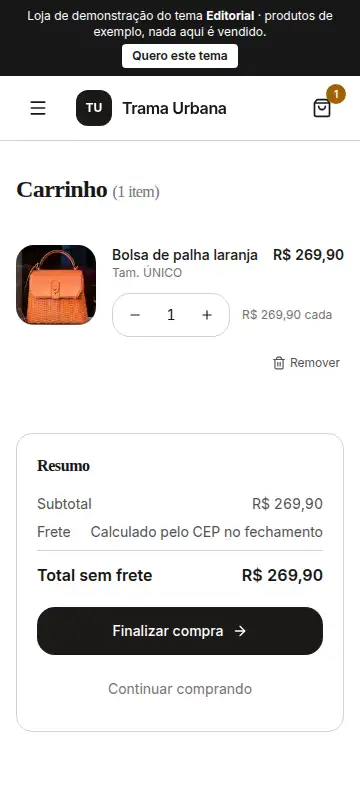 Loja de demonstração do tema Editorial · produtos de
exemplo, nada aqui é vendido.
Quero este tema
TU
Trama Urbana
1
Carrinho (1 item)
Bolsa de palha laranja R$ 269,90
Tam. ÚNICO
− 1 + R$ 269,90 cada
Remover
Resumo
Subtotal R$ 269,90
Frete Calculado pelo CEP no fechamento
Total sem frete R$ 269,90
Finalizar compra →
Continuar comprando